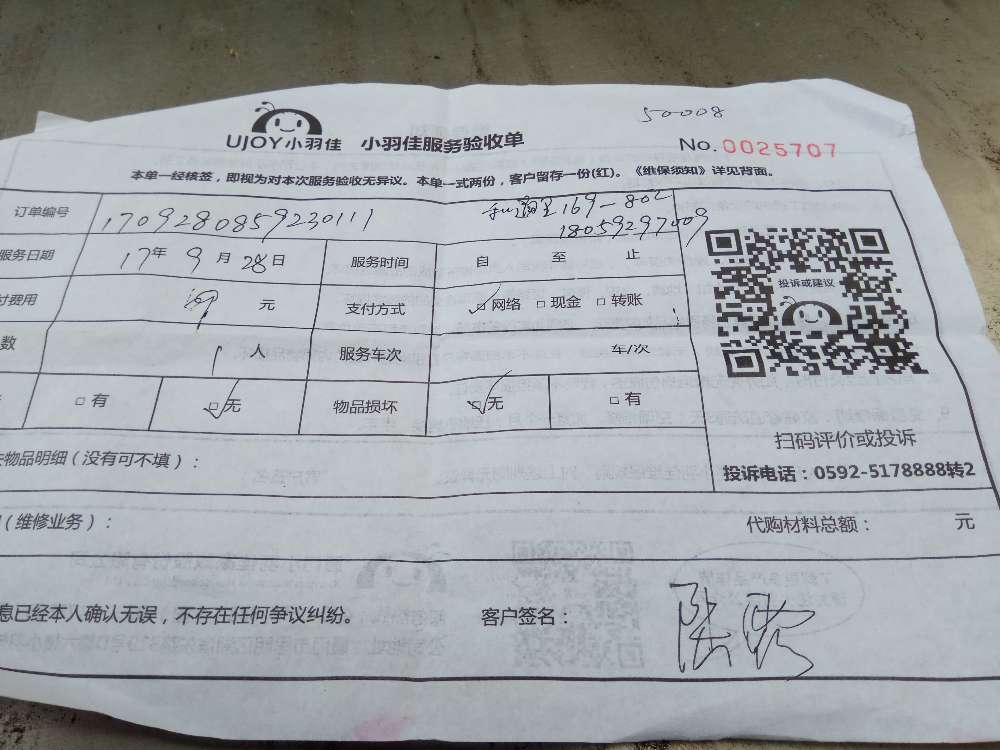 50008
UJOY小羽佳 小羽佳服务验收单 No. 0025707
本单一经核签，即视为对本次服务验收无异议。本单一式两份，客户留存一份(红)。《维保须知》详见背面。
订单编号 1709280859230111 169-802
18059297009
服务日期 17年 9月 28日 服务时间 自 至 止
付费用 元 支付方式 ☑网络 □现金 □转账
数 1人 服务车次 车/次
□有 ☑无 物品损坏 ☑无 □有
投诉或建议
扫码评价或投诉
投诉电话：0592-5178888转2
物品明细（没有可不填）：
（维修业务）： 代购材料总额： 元
息已经本人确认无误，不存在任何争议纠纷。 客户签名：